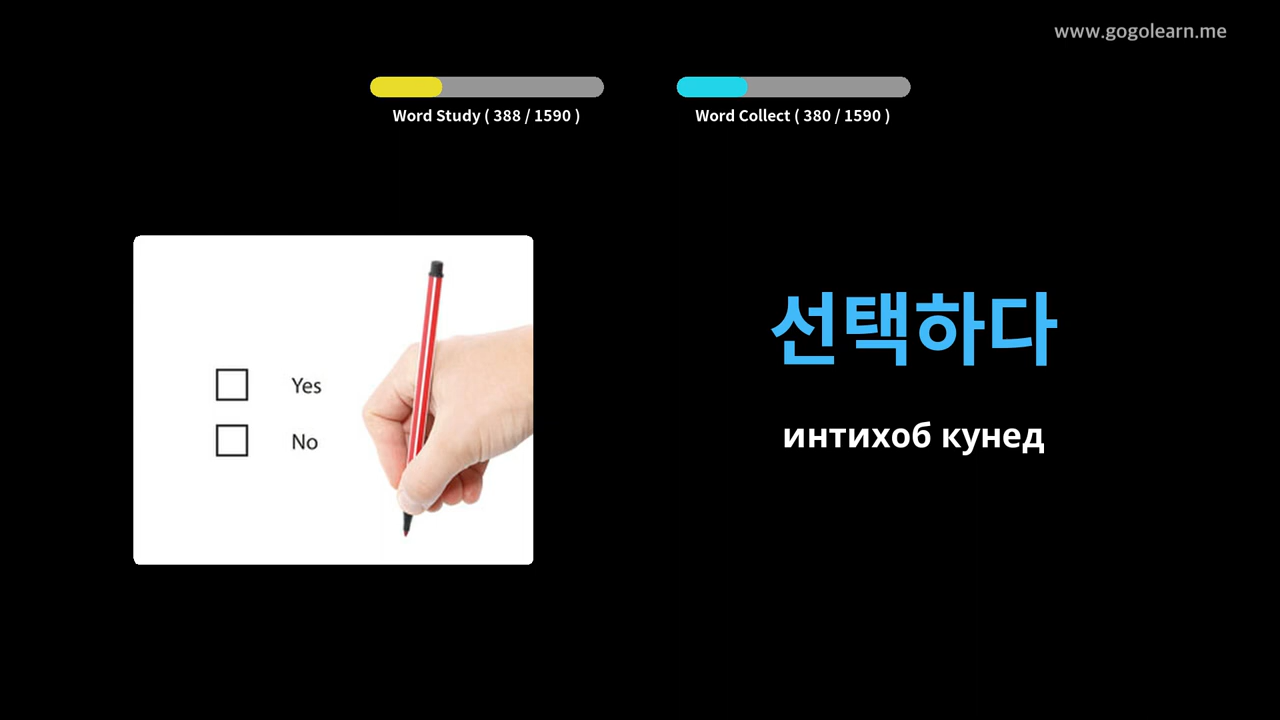 www.gogolearn.me
Word Study ( 388 / 1590 )
Word Collect ( 380 / 1590 )
Yes
No
선택하다
интихоб кунед